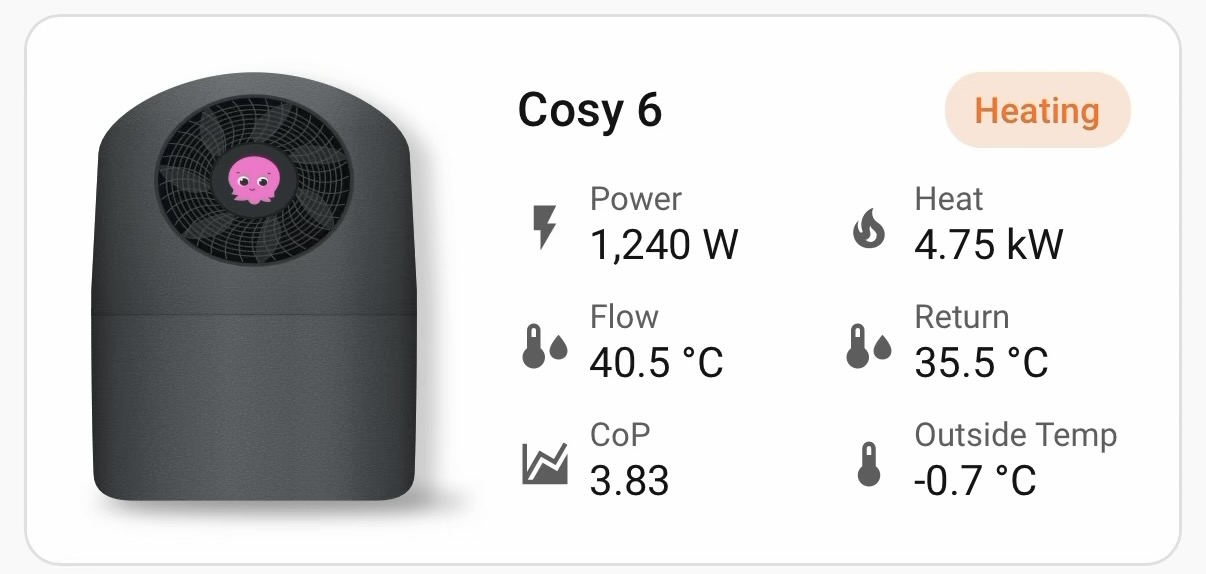 Cosy 6
Heating
Power
1,240 W
Heat
4.75 kW
Flow
40.5 °C
Return
35.5 °C
CoP
3.83
Outside Temp
-0.7 °C